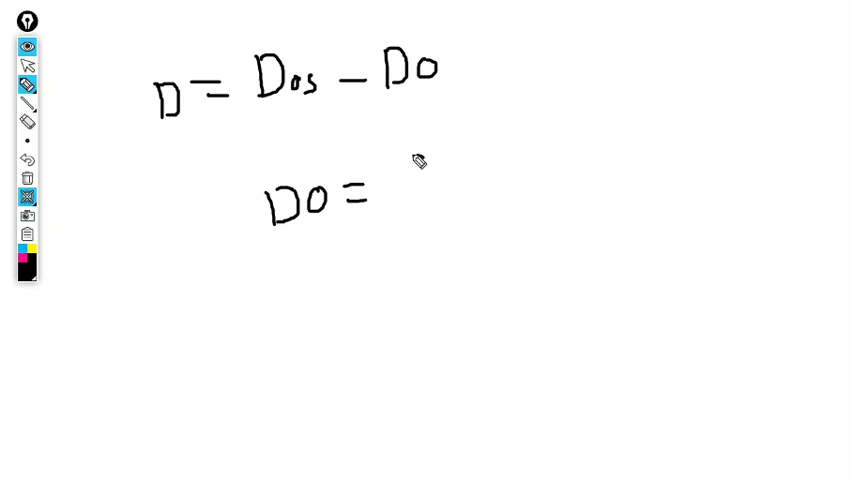 D = Dos - DO
DO =